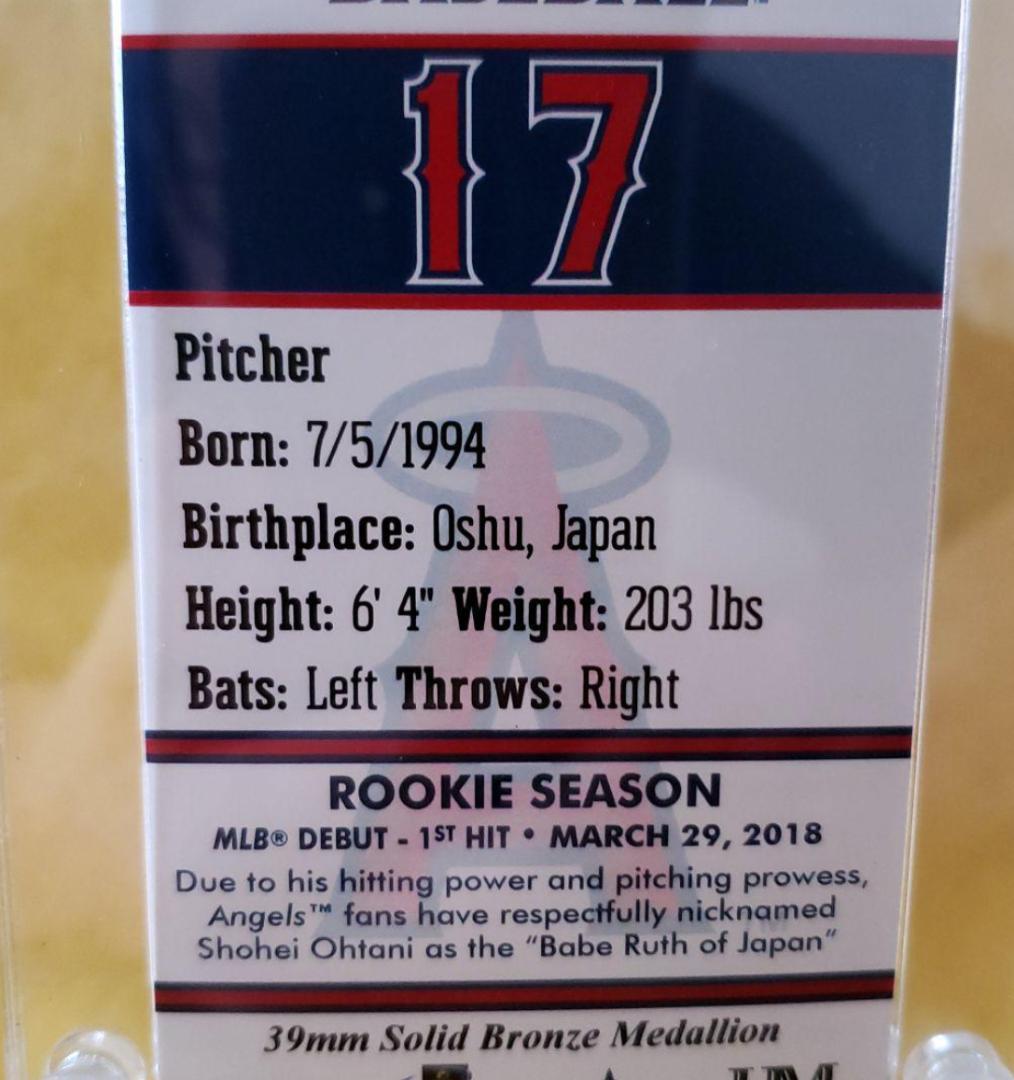 BASEBALL
17
Pitcher
Born: 7/5/1994
Birthplace: Oshu, Japan
Height: 6' 4" Weight: 203 lbs
Bats: Left Throws: Right
ROOKIE SEASON
MLB® DEBUT - 1ST HIT • MARCH 29, 2018
Due to his hitting power and pitching prowess,
Angels™ fans have respectfully nicknamed
Shohei Ohtani as the “Babe Ruth of Japan”
TM
39mm Solid Bronze Medallion